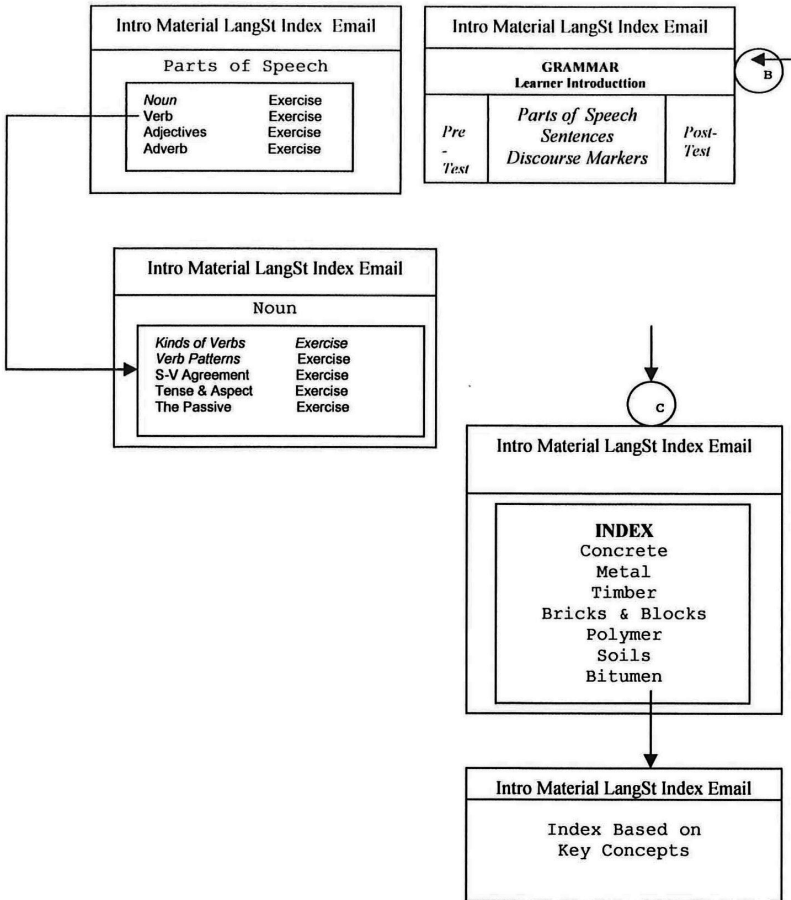 Intro Material LangSt Index Email
Parts of Speech
Noun Exercise
Verb Exercise
Adjectives Exercise
Adverb Exercise
Intro Material LangSt Index Email
B
GRAMMAR
Learner Introducttion
Pre
-
Test
Parts of Speech
Sentences
Discourse Markers
Post-
Test
Intro Material LangSt Index Email
Noun
Kinds of Verbs Exercise
Verb Patterns Exercise
S-V Agreement Exercise
Tense & Aspect Exercise
The Passive Exercise
C
Intro Material LangSt Index Email
INDEX
Concrete
Metal
Timber
Bricks & Blocks
Polymer
Soils
Bitumen
Intro Material LangSt Index Email
Index Based on
Key Concepts